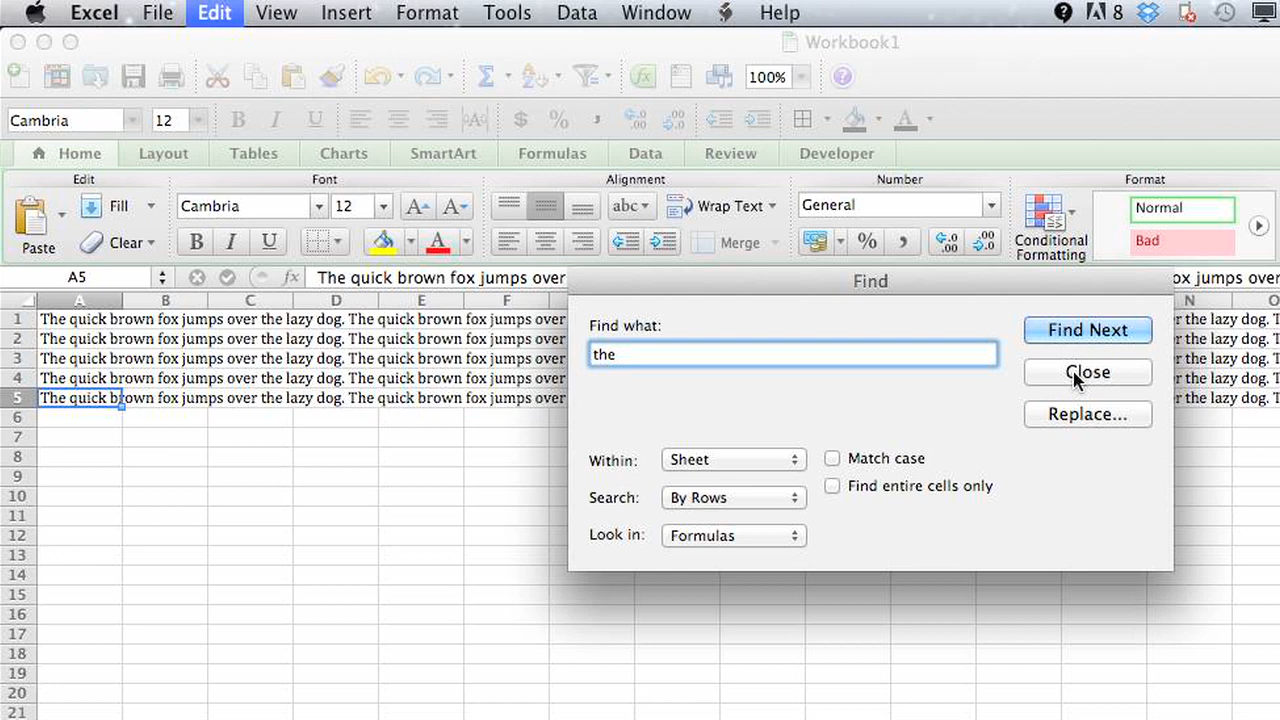 Excel File Edit View Insert Format Tools Data Window Help 8
Workbook1
100%
Cambria 12 B I U
Home Layout Tables Charts SmartArt Formulas Data Review Developer
Edit Font Alignment Number Format
Fill Cambria 12 A A abc Wrap Text General Normal
Paste Clear B I U A Merge % Conditional Formatting Bad
A5 fx The quick brown fox jumps over ox jumps over
A B C D E F N O
1 The quick brown fox jumps over the lazy dog. The quick brown fox jumps over r the lazy dog. T
2 The quick brown fox jumps over the lazy dog. The quick brown fox jumps over r the lazy dog. T
3 The quick brown fox jumps over the lazy dog. The quick brown fox jumps over r the lazy dog. T
4 The quick brown fox jumps over the lazy dog. The quick brown fox jumps over r the lazy dog. T
5 The quick brown fox jumps over the lazy dog. The quick brown fox jumps over r the lazy dog. T
6
7
8
9
10
11
12
13
14
15
16
17
18
19
20
21
Find
Find what:
the
Find Next
Close
Replace...
Within: Sheet Match case
Search: By Rows Find entire cells only
Look in: Formulas